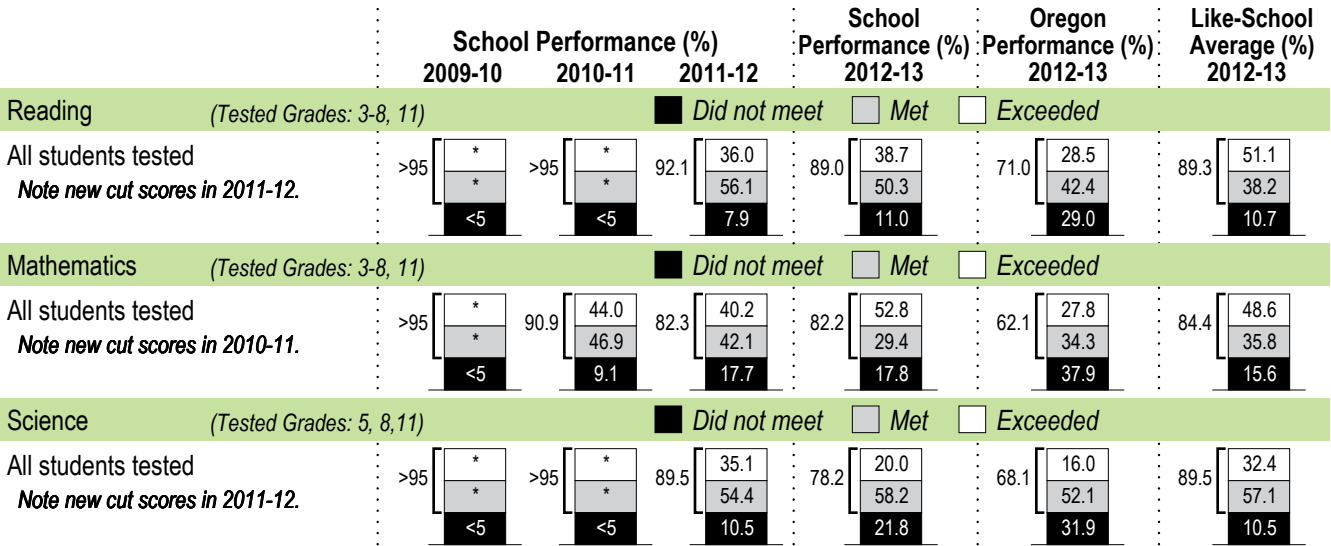 School Performance (%)
2009-10 2010-11 2011-12
School Performance (%) 2012-13
Oregon Performance (%) 2012-13
Like-School Average (%) 2012-13
Reading (Tested Grades: 3-8, 11) Did not meet Met Exceeded
All students tested
Note new cut scores in 2011-12.
* * 36.0 38.7 28.5 51.1
>95 >95 92.1 89.0 71.0 89.3
* * 56.1 50.3 42.4 38.2
<5 <5 7.9 11.0 29.0 10.7
Mathematics (Tested Grades: 3-8, 11) Did not meet Met Exceeded
All students tested
Note new cut scores in 2010-11.
* 44.0 40.2 52.8 27.8 48.6
>95 90.9 82.3 82.2 62.1 84.4
* 46.9 42.1 29.4 34.3 35.8
<5 9.1 17.7 17.8 37.9 15.6
Science (Tested Grades: 5, 8,11) Did not meet Met Exceeded
All students tested
Note new cut scores in 2011-12.
* * 35.1 20.0 16.0 32.4
>95 >95 89.5 78.2 68.1 89.5
* * 54.4 58.2 52.1 57.1
<5 <5 10.5 21.8 31.9 10.5